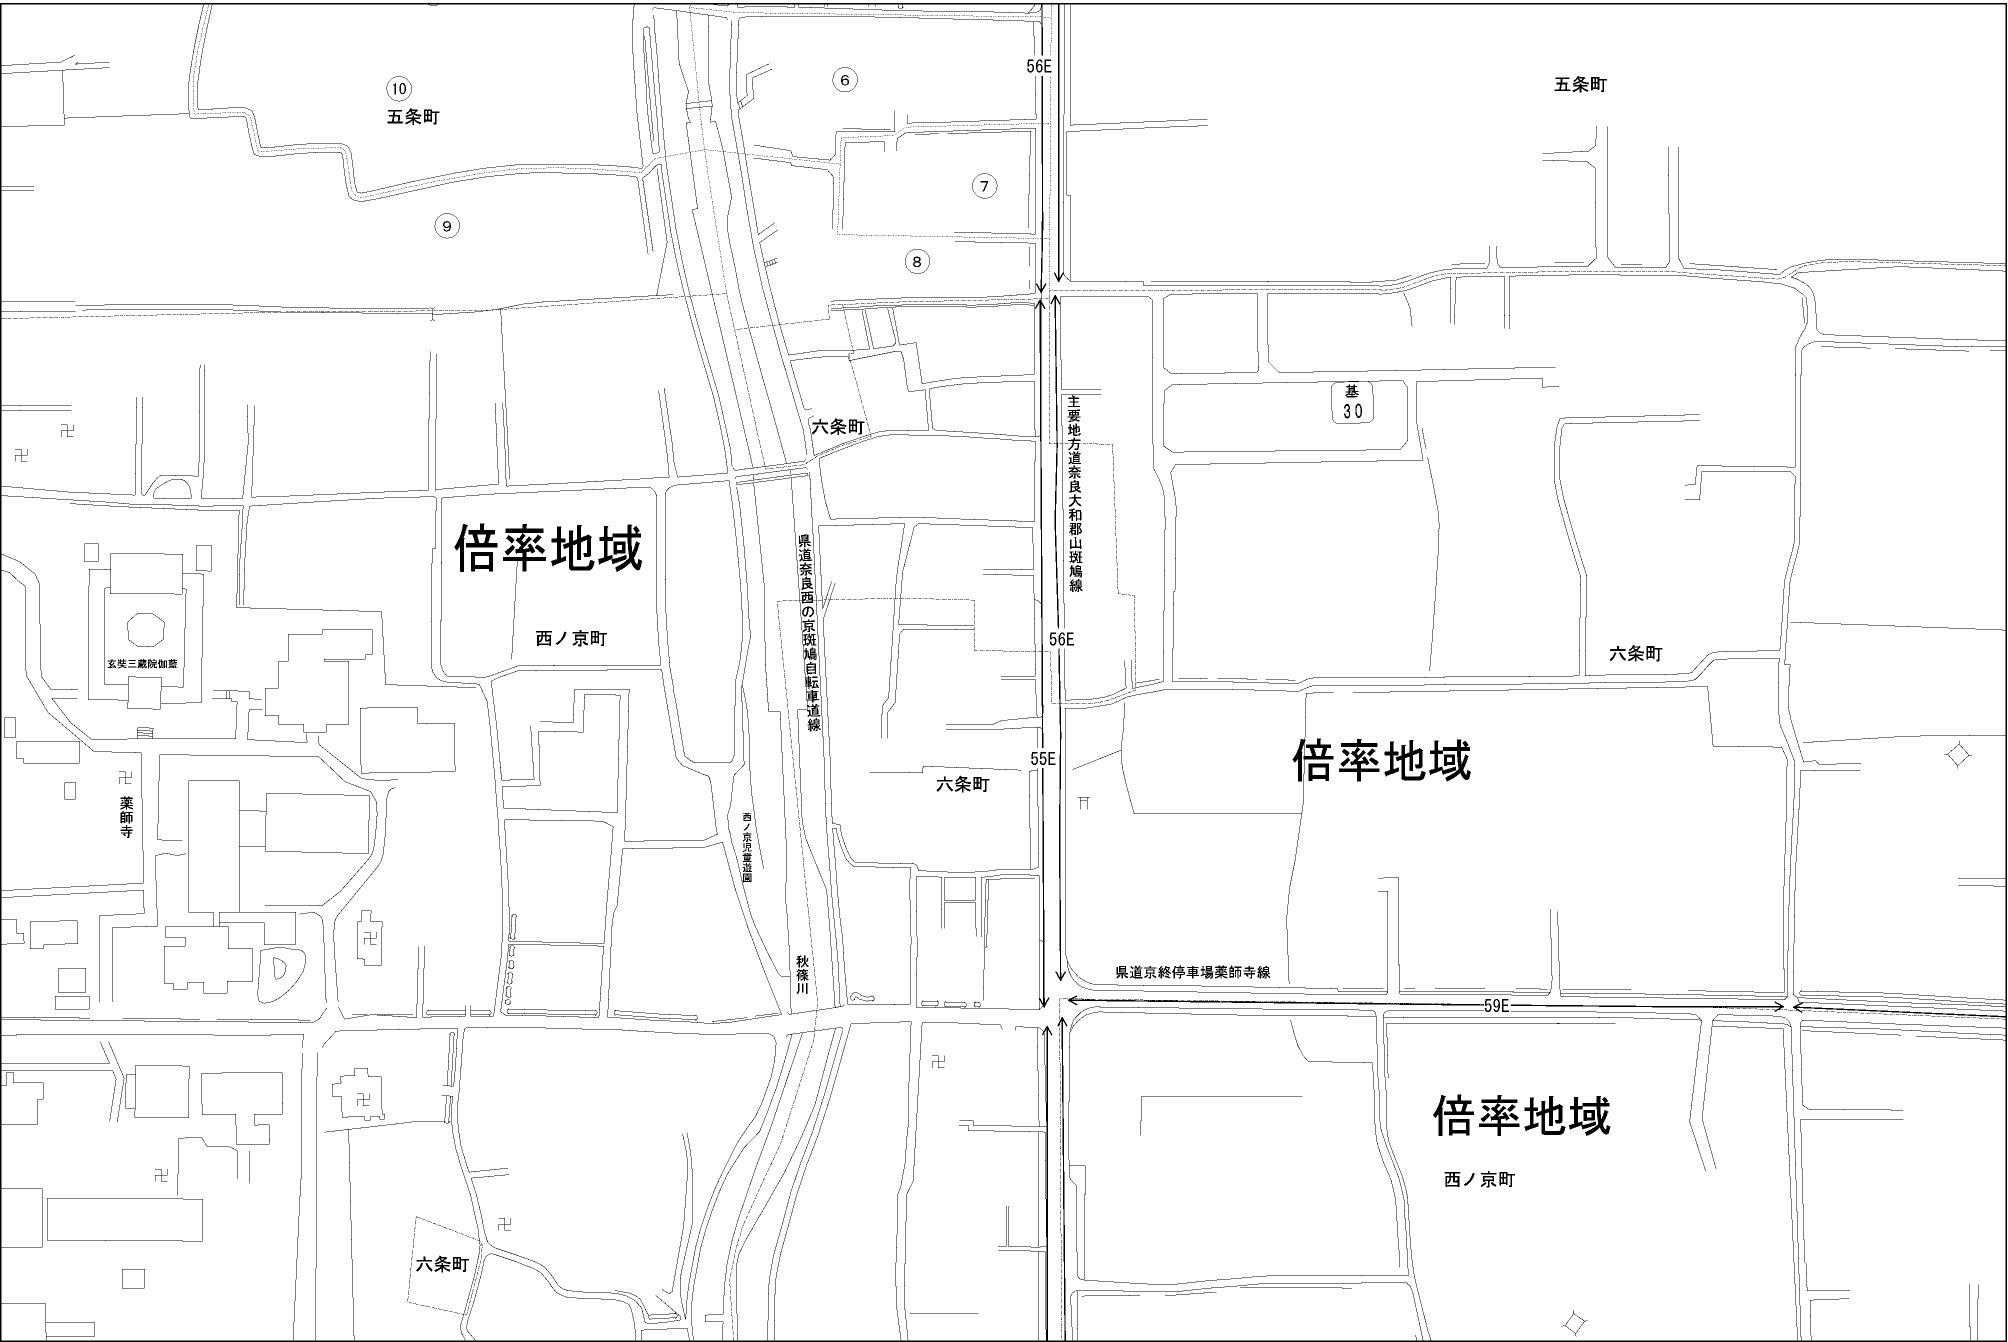 56E
6
五条町
10
五条町
7
9
8
基
30
主要地方道奈良大和郡山斑鳩線
六条町
倍率地域
県道奈良西の京斑鳩自転車道線
西ノ京町
56E
六条町
玄奘三蔵院伽藍
倍率地域
55E
六条町
薬師寺
西ノ京児童遊園
秋篠川
県道京終停車場薬師寺線
59E
倍率地域
西ノ京町
六条町